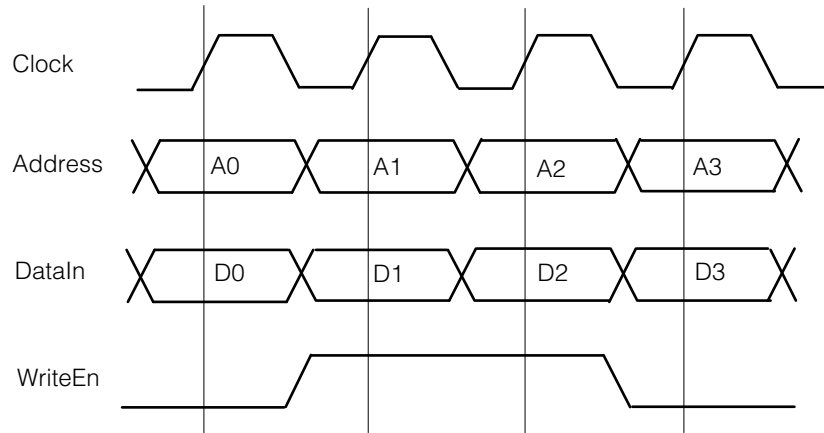 Clock
Address A0 A1 A2 A3
DataIn D0 D1 D2 D3
WriteEn